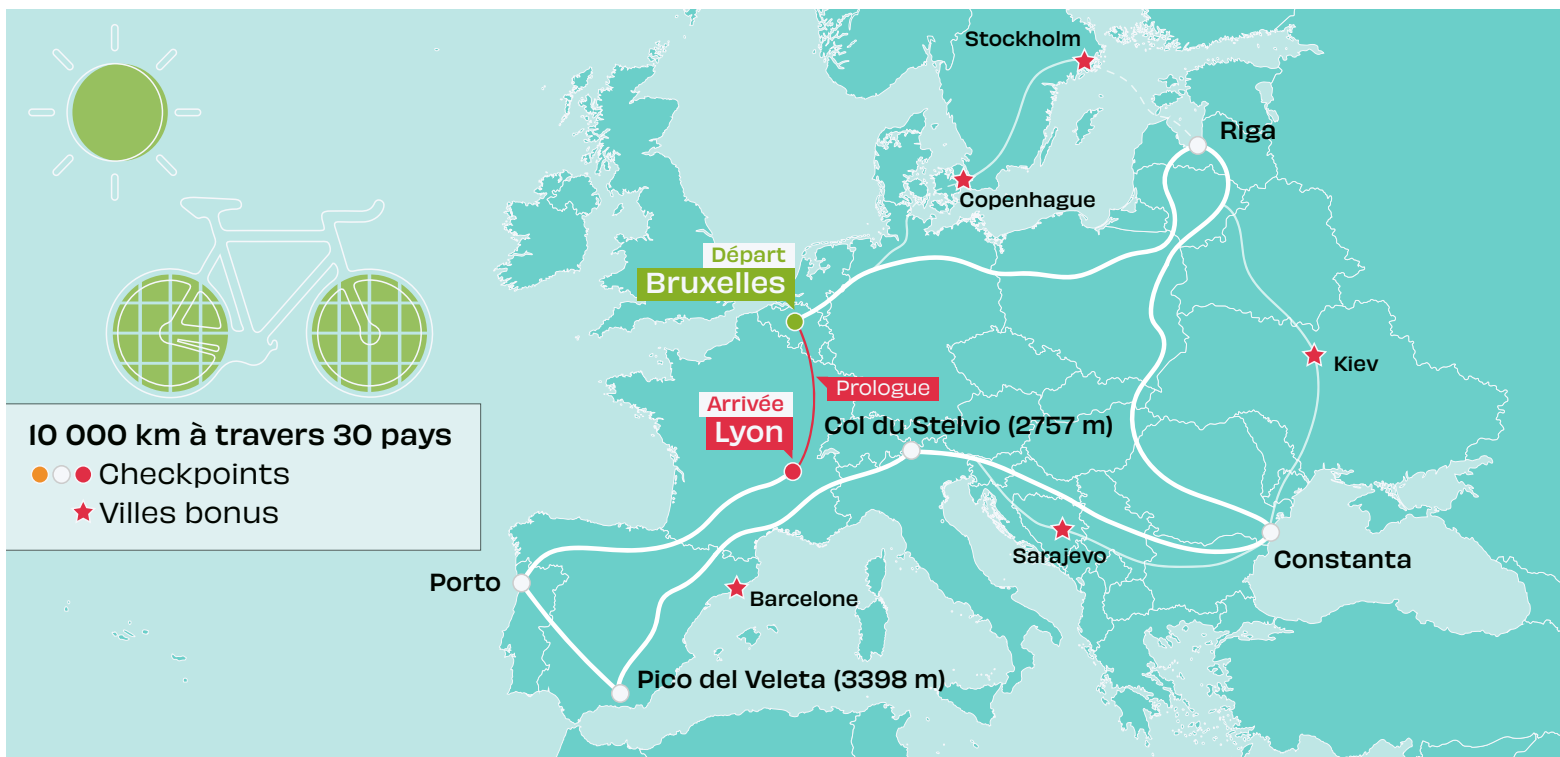 Stockholm
Riga
Copenhague
Départ
Bruxelles
Kiev
Prologue
Arrivée
Lyon
Col du Stelvio (2757 m)
10 000 km à travers 30 pays
Checkpoints
Villes bonus
Sarajevo
Constanta
Porto
Barcelone
Pico del Veleta (3398 m)